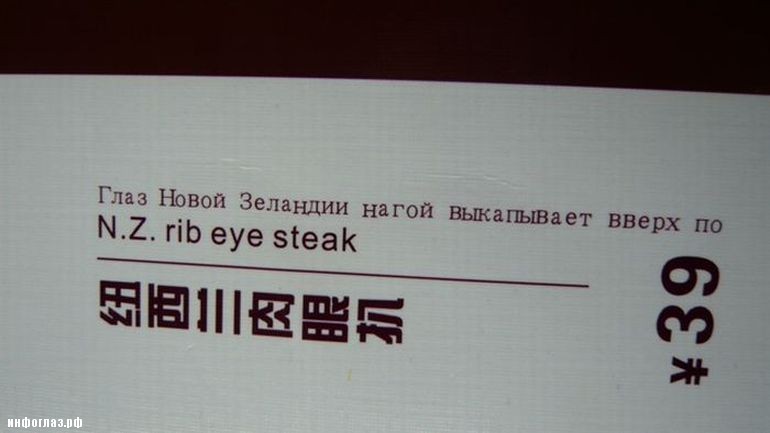 Глаз Новой Зеландии нагой выкапывает вверх по
N.Z. rib eye steak
纽西兰肉眼扒
¥39
инфоглаз.рф